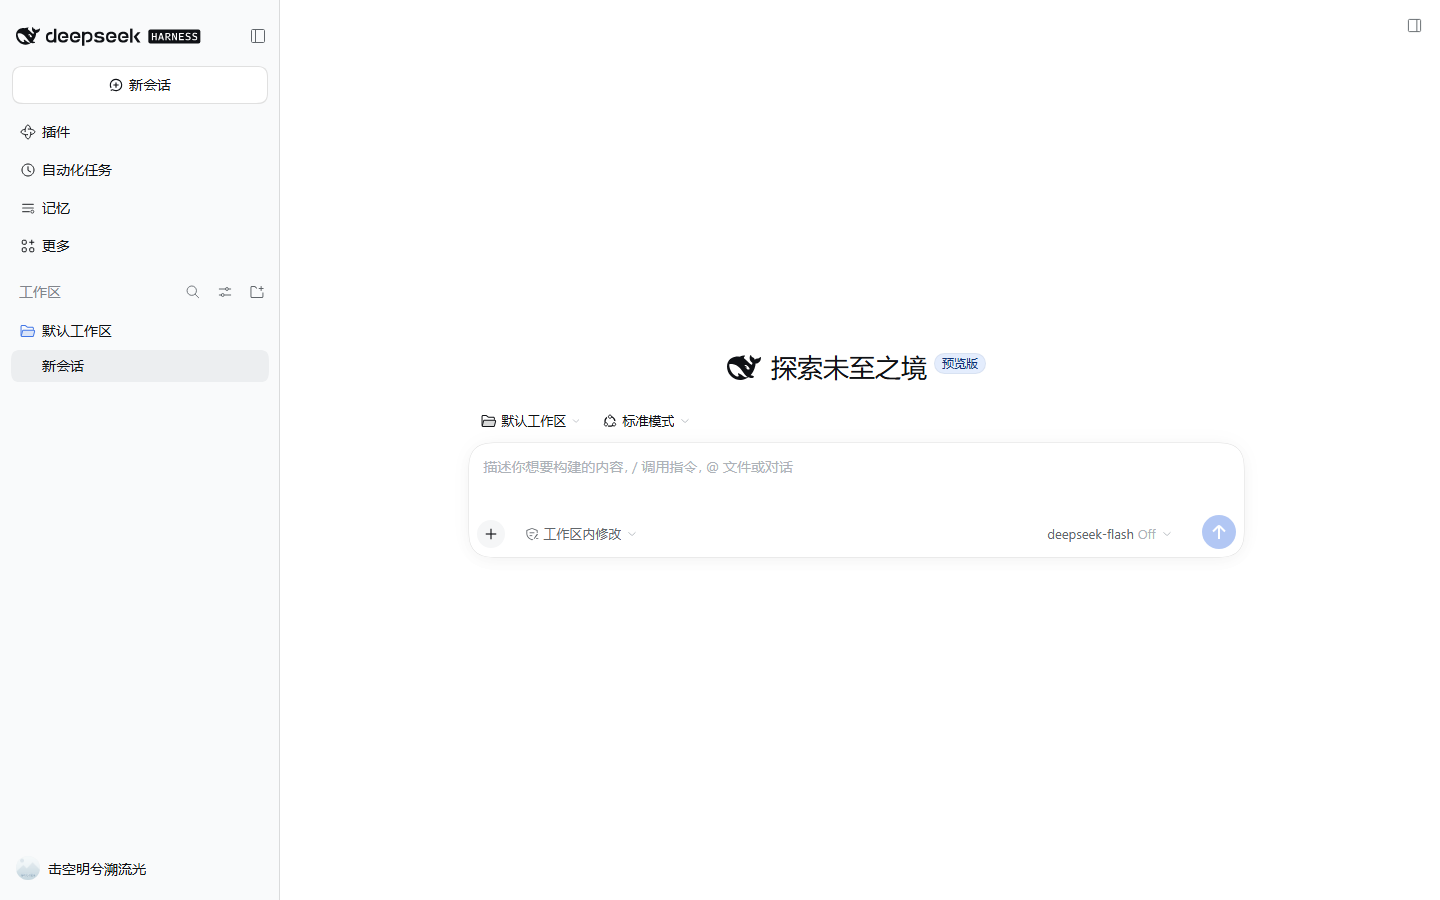 deepseek HARNESS
新会话
插件
自动化任务
记忆
更多
工作区
默认工作区
新会话
击空明兮溯流光
探索未至之境 预览版
默认工作区 标准模式
描述你想要构建的内容, / 调用指令, @ 文件或对话
工作区内修改 deepseek-flash Off